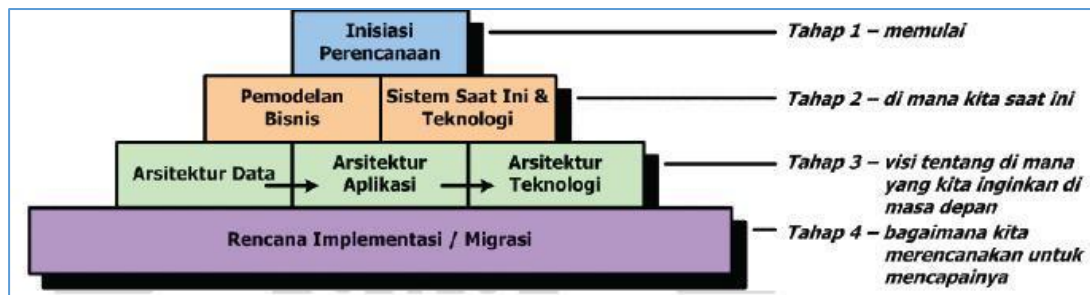 Inisiasi
Perencanaan
Tahap 1 – memulai
Pemodelan
Bisnis
Sistem Saat Ini &
Teknologi
Tahap 2 – di mana kita saat ini
Arsitektur Data
Arsitektur
Aplikasi
Arsitektur
Teknologi
Tahap 3 – visi tentang di mana
yang kita inginkan di
masa depan
Rencana Implementasi / Migrasi
Tahap 4 – bagaimana kita
merencanakan untuk
mencapainya